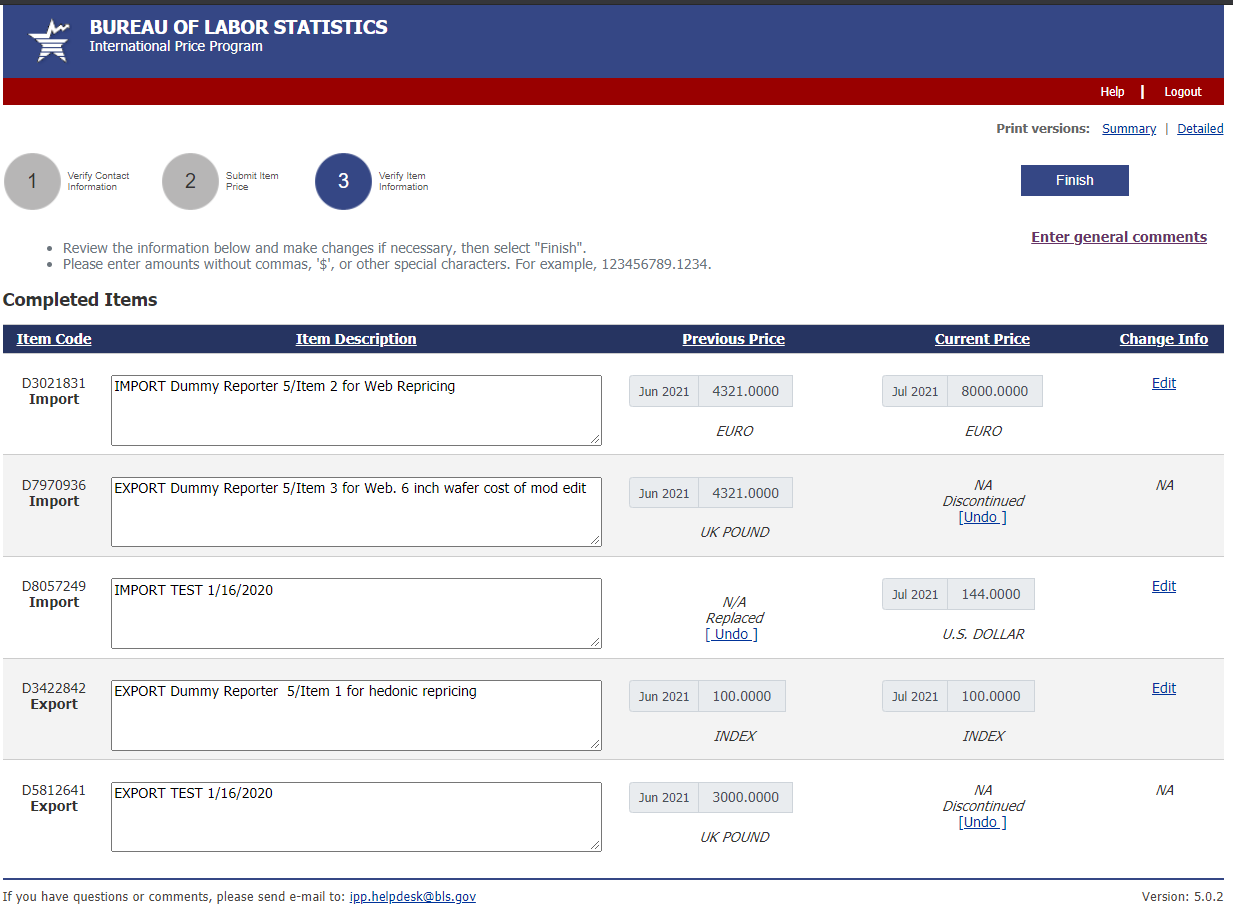 BUREAU OF LABOR STATISTICS
International Price Program
Help | Logout
Print versions: Summary | Detailed
1 Verify Contact Information
2 Submit Item Price
3 Verify Item Information
Finish
Enter general comments
• Review the information below and make changes if necessary, then select "Finish".
• Please enter amounts without commas, '$', or other special characters. For example, 123456789.1234.
Completed Items
Item Code Item Description Previous Price Current Price Change Info
D3021831 Import
IMPORT Dummy Reporter 5/Item 2 for Web Repricing
Jun 2021 4321.0000
EURO
Jul 2021 8000.0000
EURO
Edit
D7970936 Import
EXPORT Dummy Reporter 5/Item 3 for Web. 6 inch wafer cost of mod edit
Jun 2021 4321.0000
UK POUND
NA
Discontinued
[Undo ]
NA
D8057249 Import
IMPORT TEST 1/16/2020
N/A
Replaced
[ Undo ]
Jul 2021 144.0000
U.S. DOLLAR
Edit
D3422842 Export
EXPORT Dummy Reporter  5/Item 1 for hedonic repricing
Jun 2021 100.0000
INDEX
Jul 2021 100.0000
INDEX
Edit
D5812641 Export
EXPORT TEST 1/16/2020
Jun 2021 3000.0000
UK POUND
NA
Discontinued
[Undo ]
NA
If you have questions or comments, please send e-mail to: ipp.helpdesk@bls.gov
Version: 5.0.2